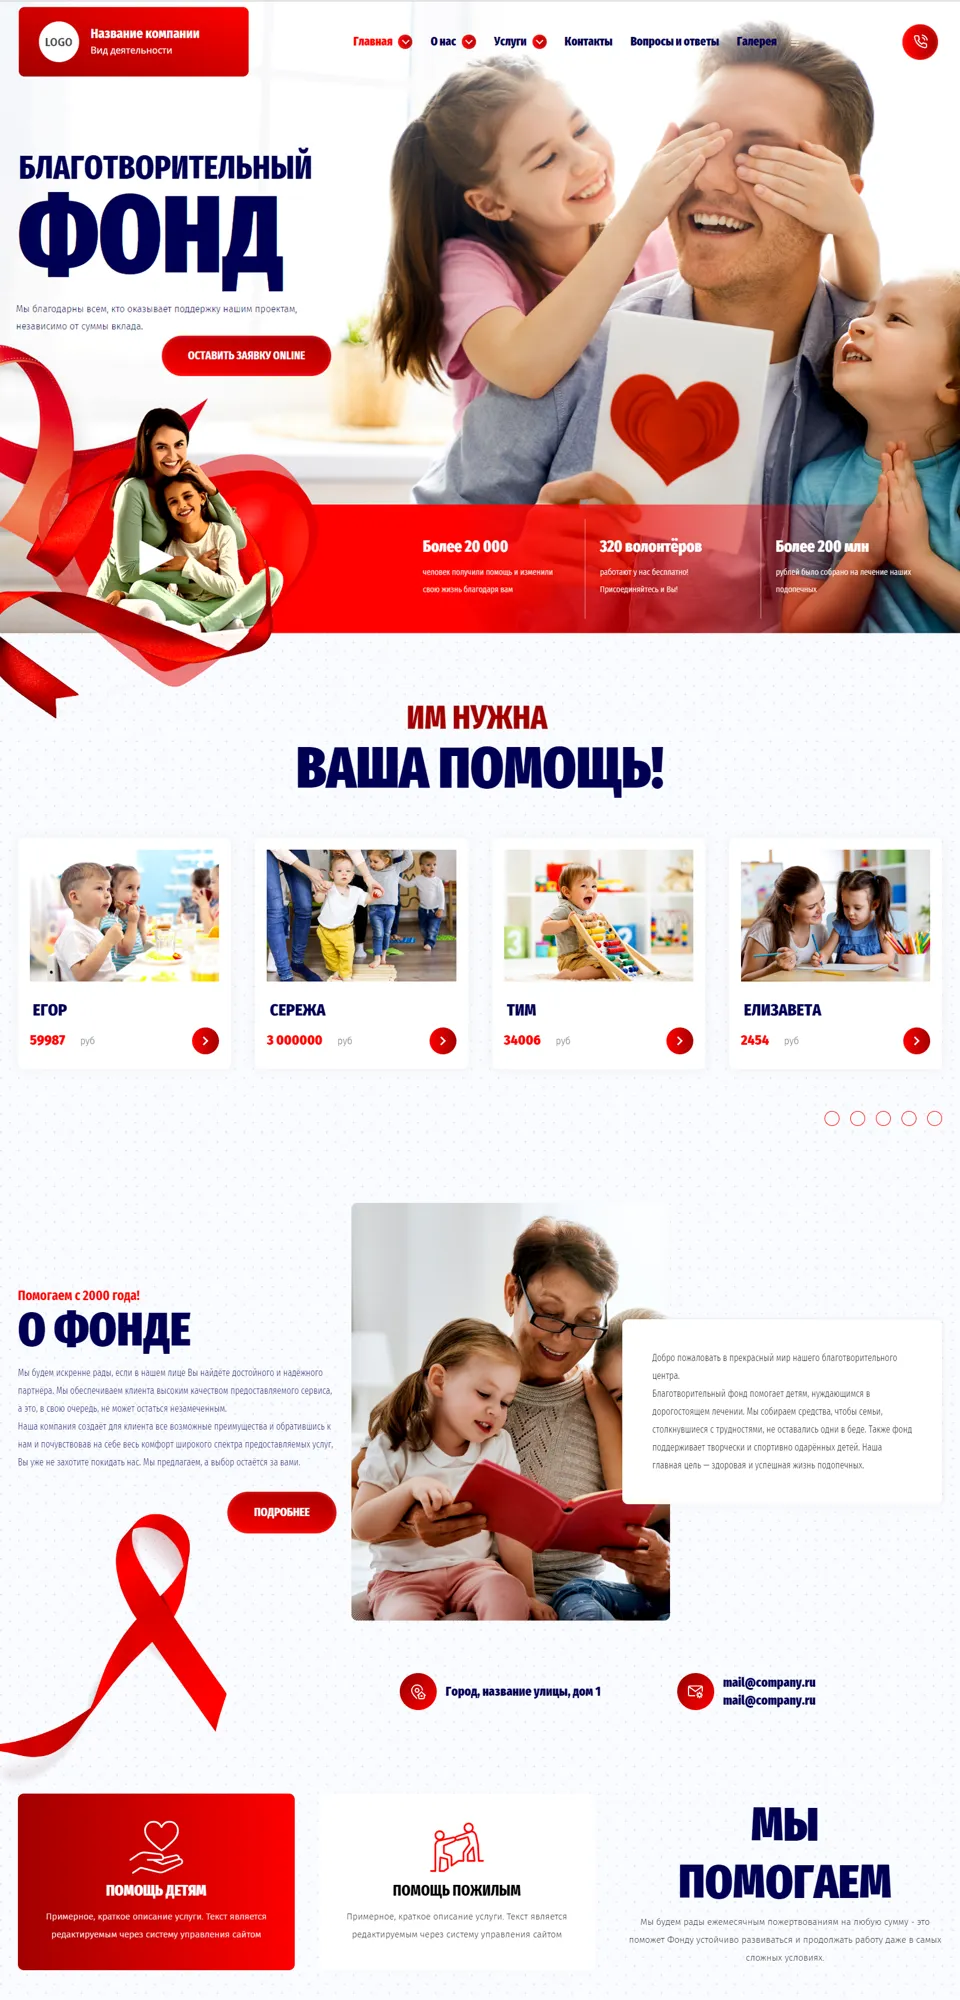 LOGO
Название компании
Вид деятельности
Главная
О нас
Услуги
Контакты
Вопросы и ответы
Галерея
БЛАГОТВОРИТЕЛЬНЫЙ
ФОНД
Мы благодарны всем, кто оказывает поддержку нашим проектам,
независимо от суммы вклада.
ОСТАВИТЬ ЗАЯВКУ ONLINE
Более 20 000
человек получили помощь и изменили
свою жизнь благодаря вам
320 волонтёров
работают у нас бесплатно!
Присоединяйтесь и Вы!
Более 200 млн
рублей было собрано на лечение наших
подопечных
ИМ НУЖНА
ВАША ПОМОЩЬ!
ЕГОР
59987 руб
СЕРЕЖА
3 000000 руб
ТИМ
34006 руб
ЕЛИЗАВЕТА
2454 руб
Помогаем с 2000 года!
О ФОНДЕ
Мы будем искренне рады, если в нашем лице Вы найдёте достойного и надёжного
партнёра. Мы обеспечиваем клиента высоким качеством предоставляемого сервиса,
а это, в свою очередь, не может остаться незамеченным.
Наша компания создаёт для клиента все возможные преимущества и обратившись к
нам и почувствовав на себе весь комфорт широкого спектра предоставляемых услуг,
Вы уже не захотите покидать нас. Мы предлагаем, а выбор остаётся за вами.
ПОДРОБНЕЕ
Добро пожаловать в прекрасный мир нашего благотворительного
центра.
Благотворительный фонд помогает детям, нуждающимся в
дорогостоящем лечении. Мы собираем средства, чтобы семьи,
столкнувшиеся с трудностями, не оставались одни в беде. Также фонд
поддерживает творчески и спортивно одарённых детей. Наша
главная цель — здоровая и успешная жизнь подопечных.
Город, название улицы, дом 1
mail@company.ru
mail@company.ru
ПОМОЩЬ ДЕТЯМ
Примерное, краткое описание услуги. Текст является
редактируемым через систему управления сайтом
ПОМОЩЬ ПОЖИЛЫМ
Примерное, краткое описание услуги. Текст является
редактируемым через систему управления сайтом
МЫ
ПОМОГАЕМ
Мы будем рады ежемесячным пожертвованиям на любую сумму - это
поможет Фонду устойчиво развиваться и продолжать работу даже в самых
сложных условиях.